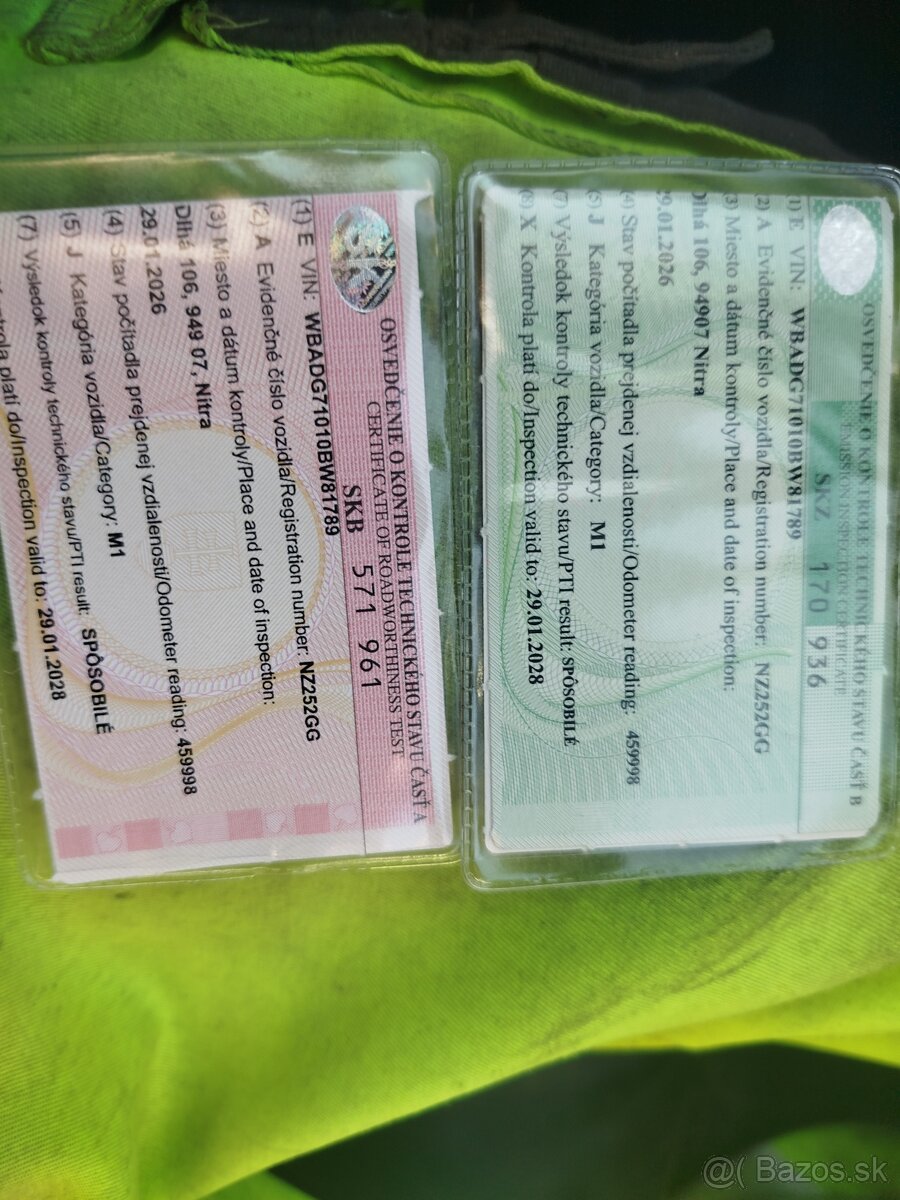 OSVEDČENIE O KONTROLE TECHNICKÉHO STAVU ČASŤ A
CERTIFICATE OF ROADWORTHINESS TEST
SKB 571 961
(1) E VIN: WBADG71010BW81789
(2) A Evidenčné číslo vozidla/Registration number: NZ252GG
(3) Miesto a dátum kontroly/Place and date of inspection:
Dlhá 106, 949 07, Nitra
29.01.2026
(4) Stav počítadla prejdenej vzdialenosti/Odometer reading: 459998
(5) J Kategória vozidla/Category: M1
(7) Výsledok kontroly technického stavu/PTI result: SPÔSOBILÉ
platí do/Inspection valid to: 29.01.2028
OSVEDČENIE O KONTROLE TECHNICKÉHO STAVU ČASŤ B
EMISSION INSPECTION
SKZ 170 936
(1) E VIN: WBADG71010BW81789
(2) A Evidenčné číslo vozidla/Registration number: NZ252GG
(3) Miesto a dátum kontroly/Place and date of inspection:
Dlhá 106, 94907 Nitra
29.01.2026
(4) Stav počítadla prejdenej vzdialenosti/Odometer reading: 459998
(5) J Kategória vozidla/Category: M1
(7) Výsledok kontroly technického stavu/PTI result: SPÔSOBILÉ
(8) X Kontrola platí do/Inspection valid to: 29.01.2028
@( Bazos.sk